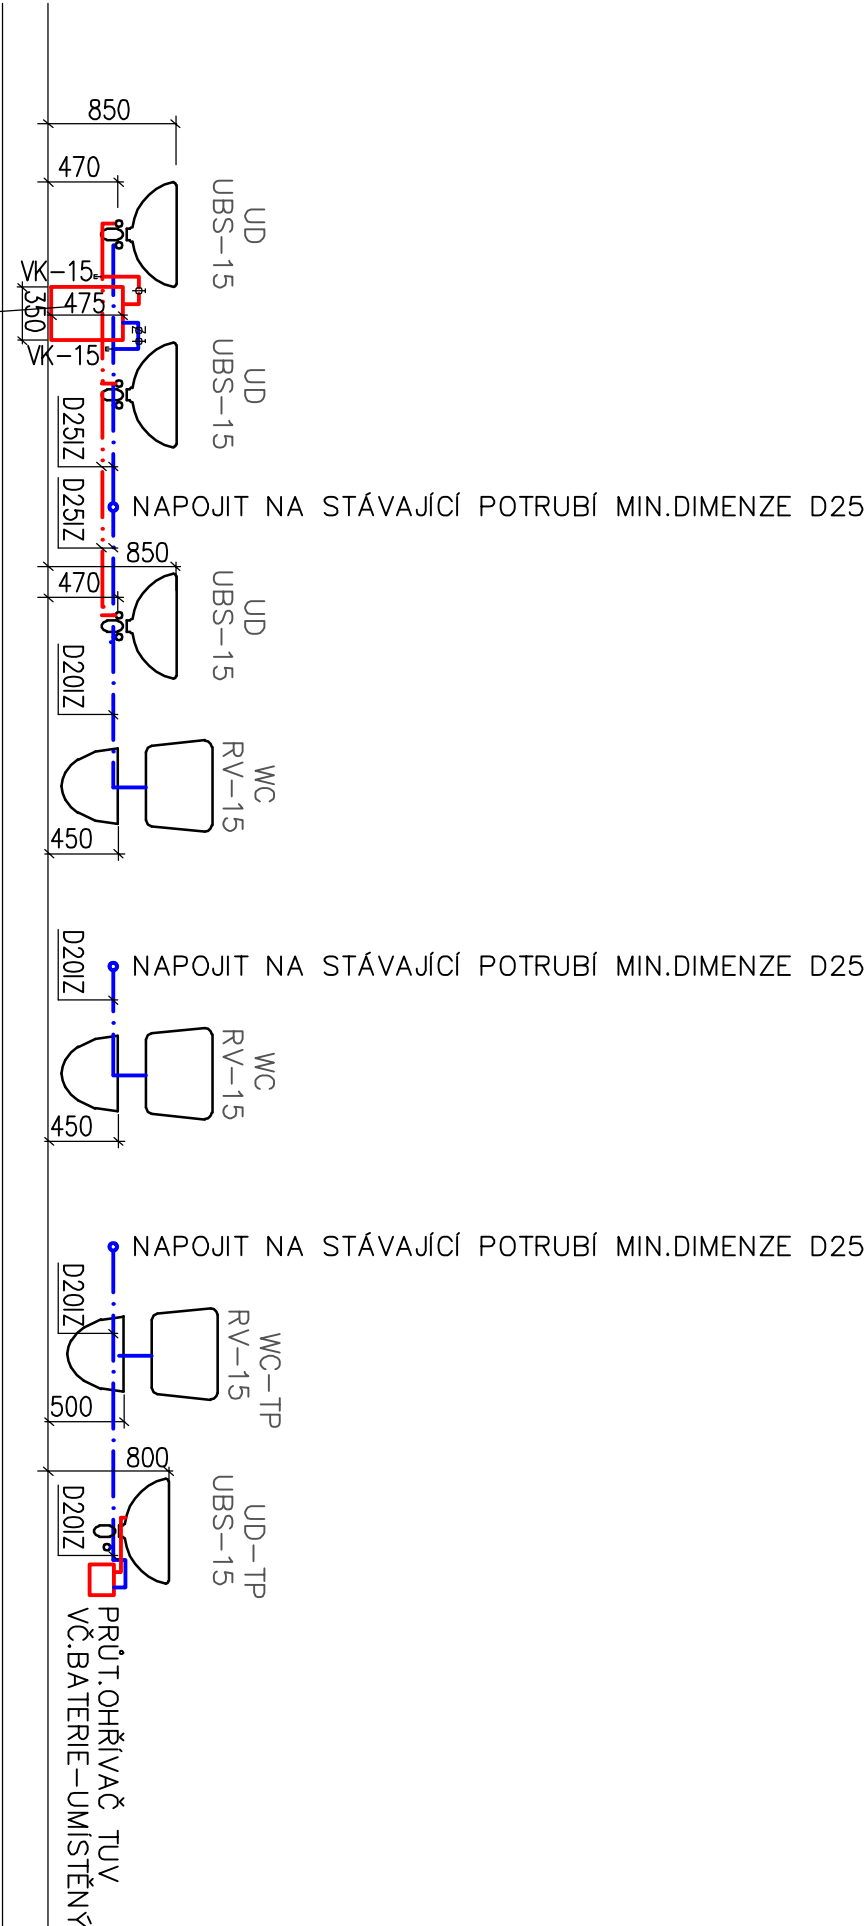 850
470
UD
UBS-15
VK-15
475
350
VK-15
UD
UBS-15
D25IZ
D25IZ
NAPOJIT NA STÁVAJÍCÍ POTRUBÍ MIN.DIMENZE D25
850
470
UD
UBS-15
D20IZ
WC
RV-15
450
D20IZ
NAPOJIT NA STÁVAJÍCÍ POTRUBÍ MIN.DIMENZE D25
WC
RV-15
450
NAPOJIT NA STÁVAJÍCÍ POTRUBÍ MIN.DIMENZE D25
D20IZ
WC-TP
RV-15
500
800
UD-TP
UBS-15
D20IZ
PRŮT.OHŘÍVAČ TUV
VČ.BATERIE-UMÍSTĚNÝ